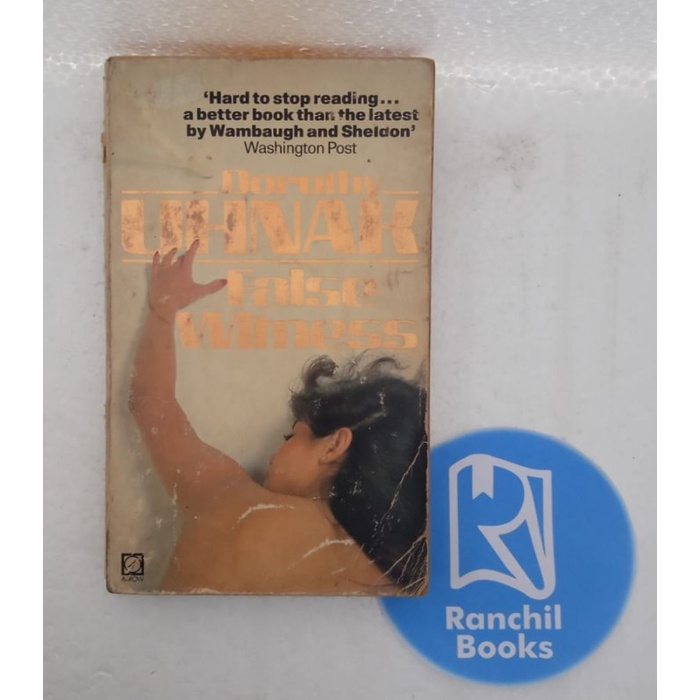 'Hard to stop reading...
a better book than the latest
by Wambaugh and Sheldon'
Washington Post
Dorothy
UHNAK
False
Witness
ARROW
Ranchil
Books